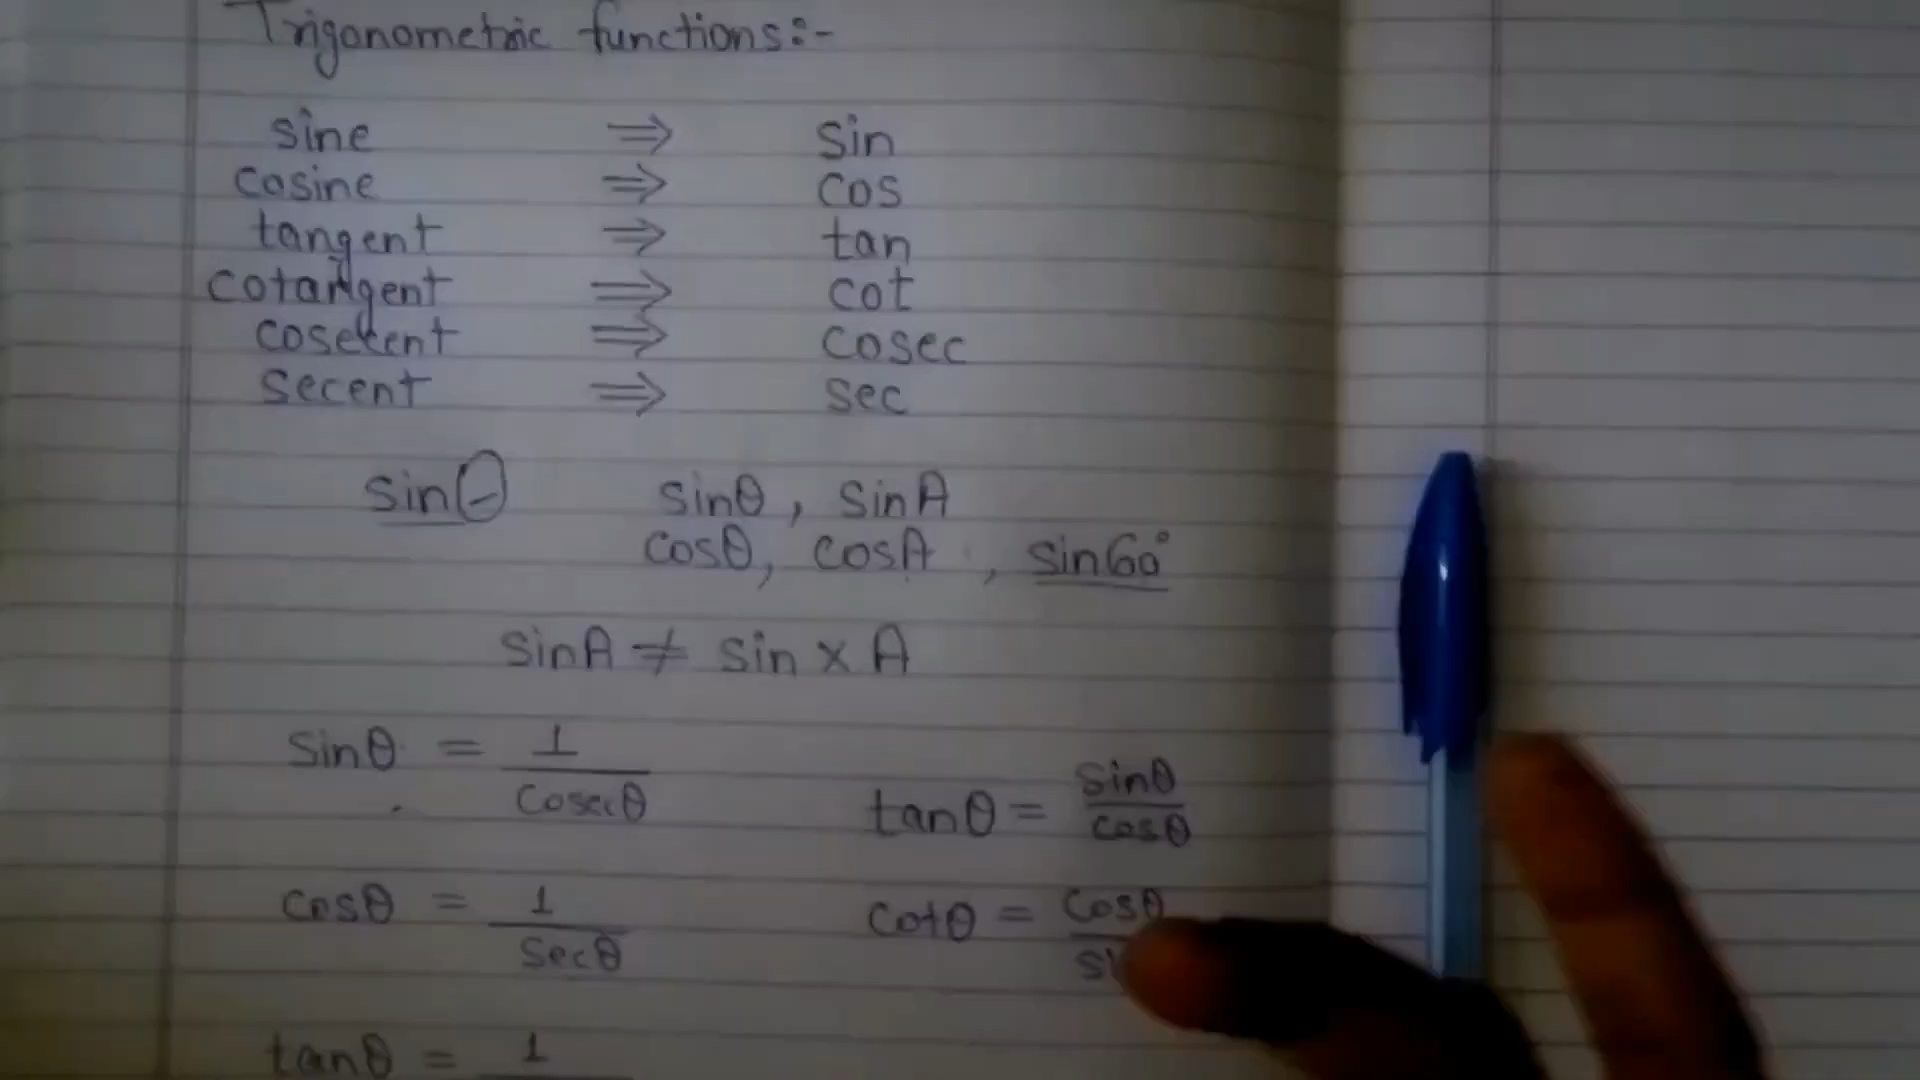 Trigonometric functions:-
sine ⇒ sin
cosine ⇒ cos
tangent ⇒ tan
cotangent ⇒ cot
cosecent ⇒ cosec
secent ⇒ sec
sinθ sinθ, sinA
cosθ, cosA, sin60°
sinA ≠ sin × A
sinθ = 1/cosecθ
tanθ = sinθ/cosθ
cosθ = 1/secθ
cotθ = cosθ/
tanθ = 1